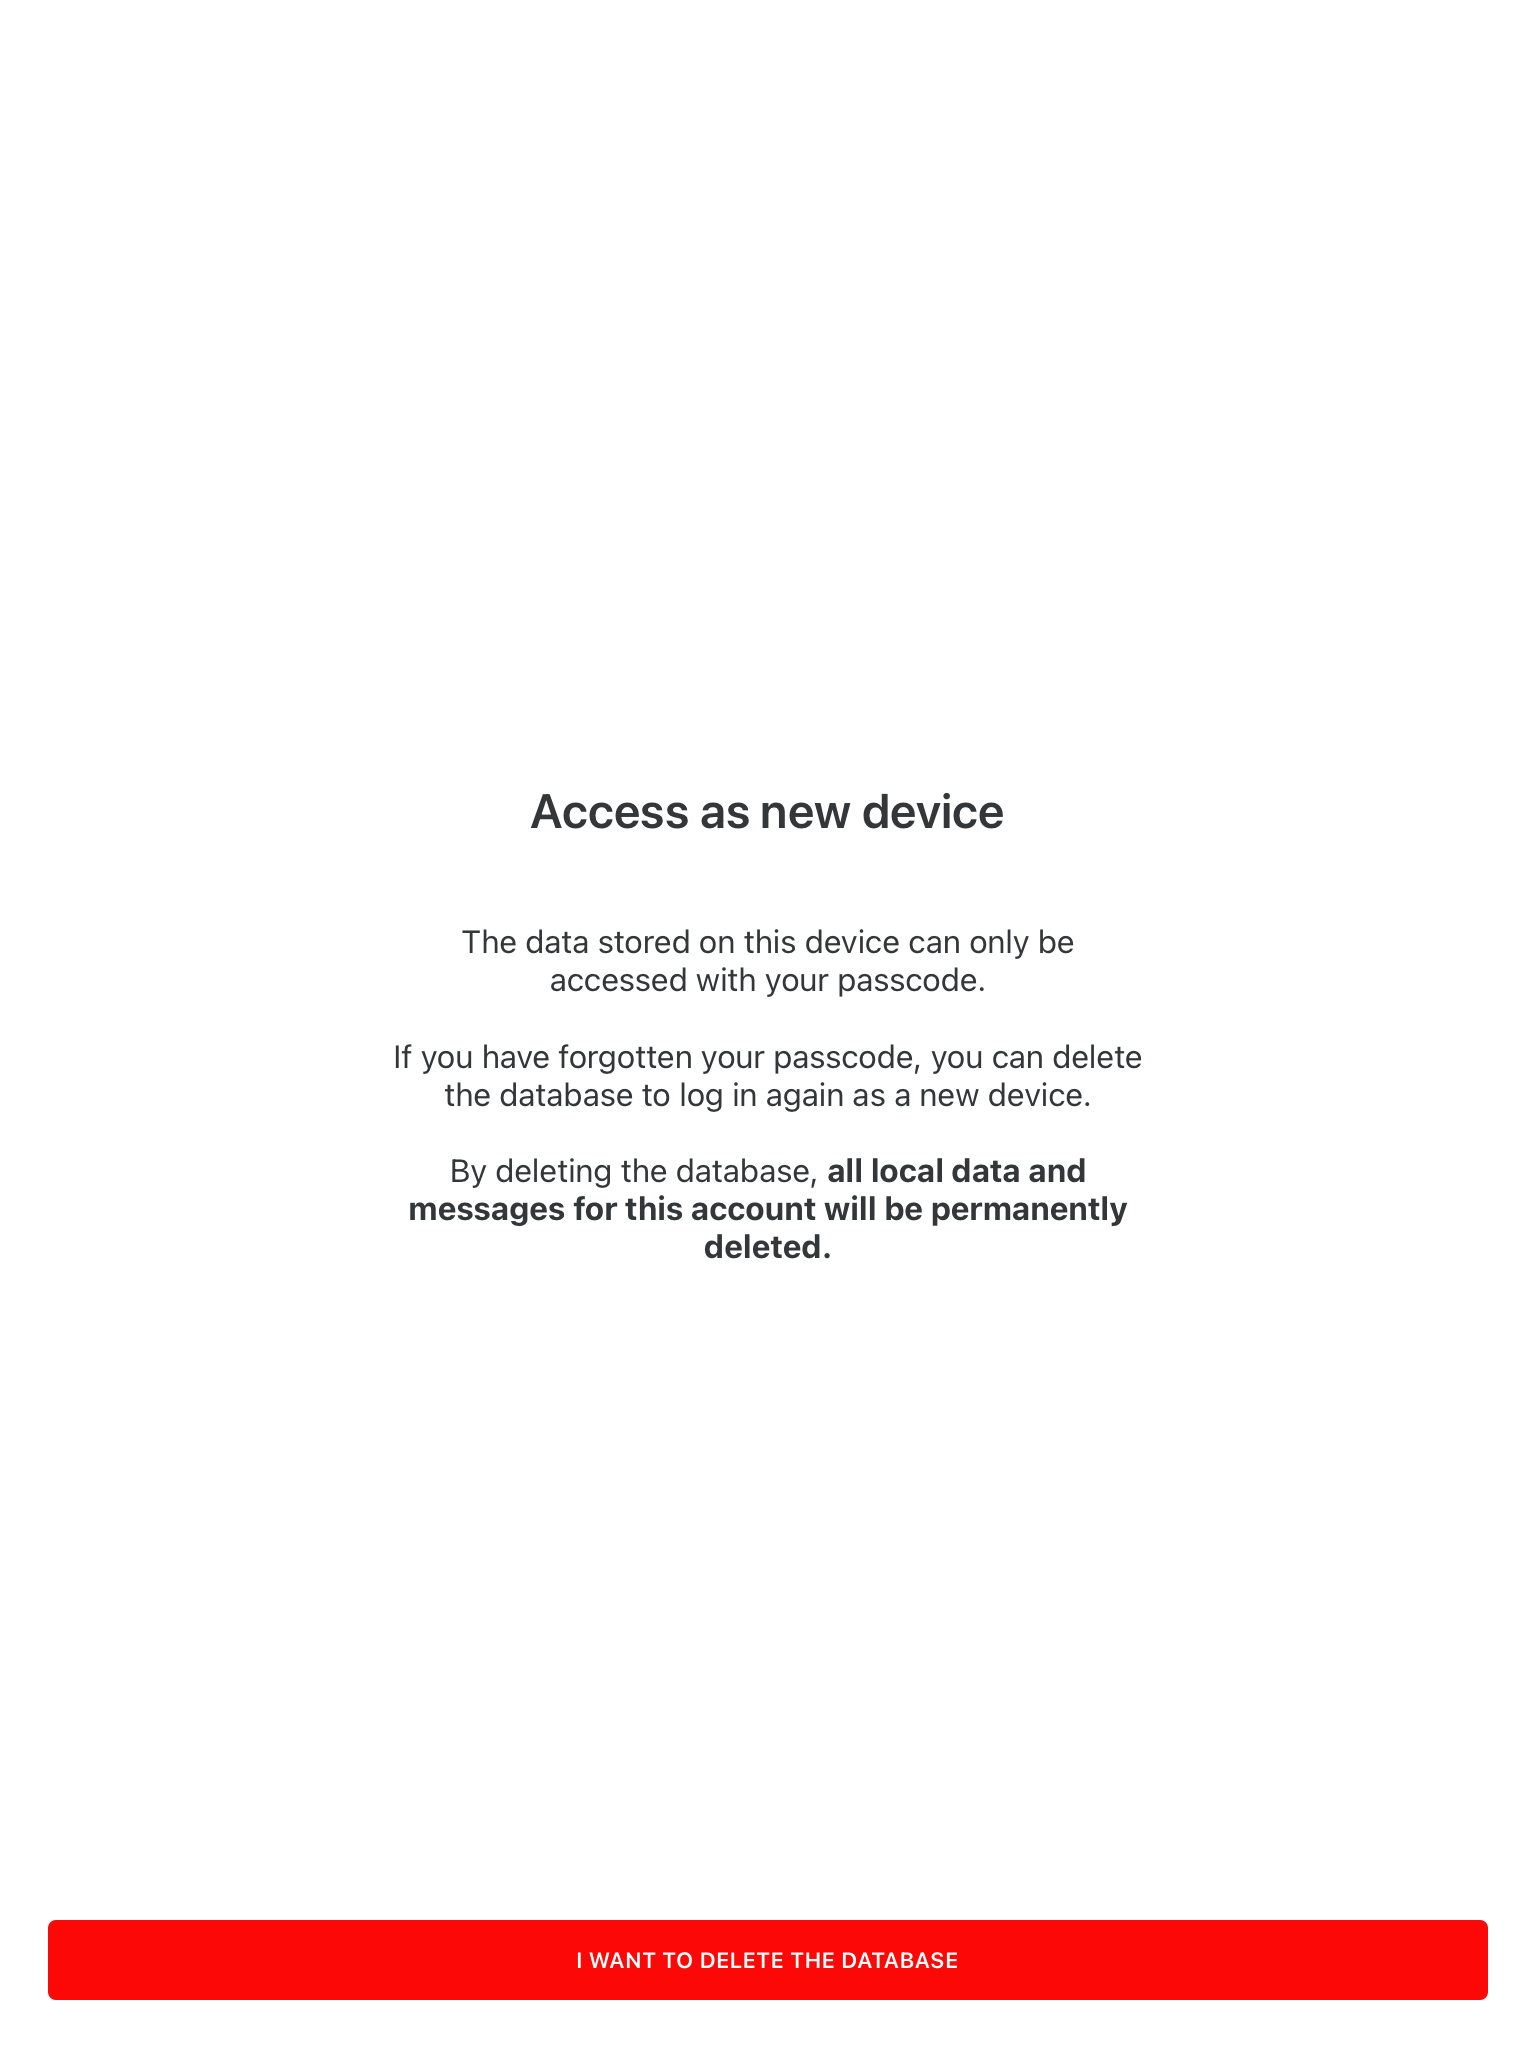 Access as new device
The data stored on this device can only be
accessed with your passcode.
If you have forgotten your passcode, you can delete
the database to log in again as a new device.
By deleting the database, all local data and
messages for this account will be permanently
deleted.
I WANT TO DELETE THE DATABASE